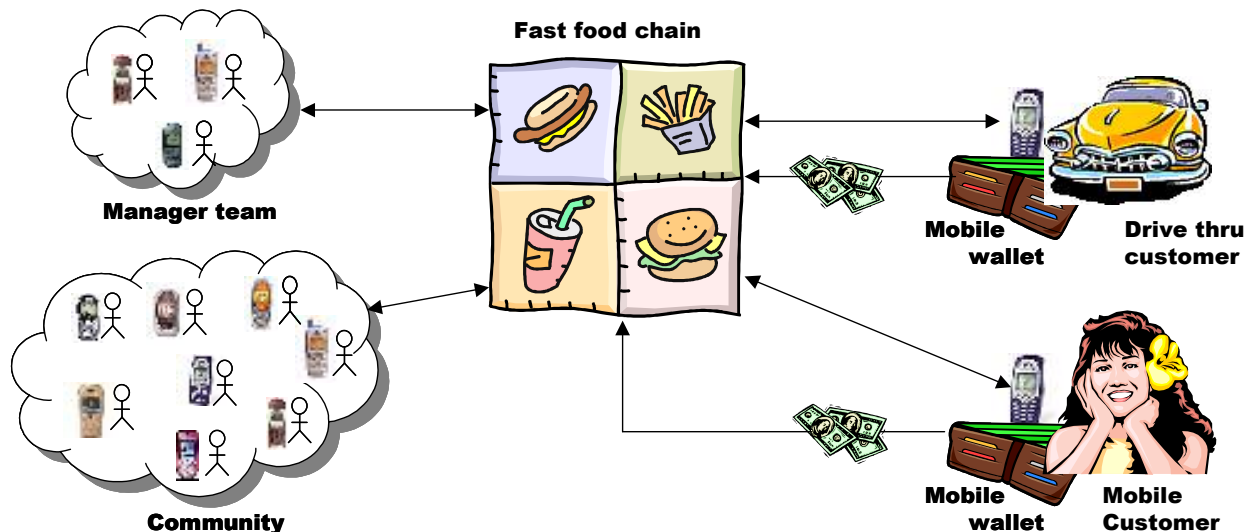 Fast food chain
Manager team
Mobile
wallet
Drive thru
customer
Community
Mobile
wallet
Mobile
Customer